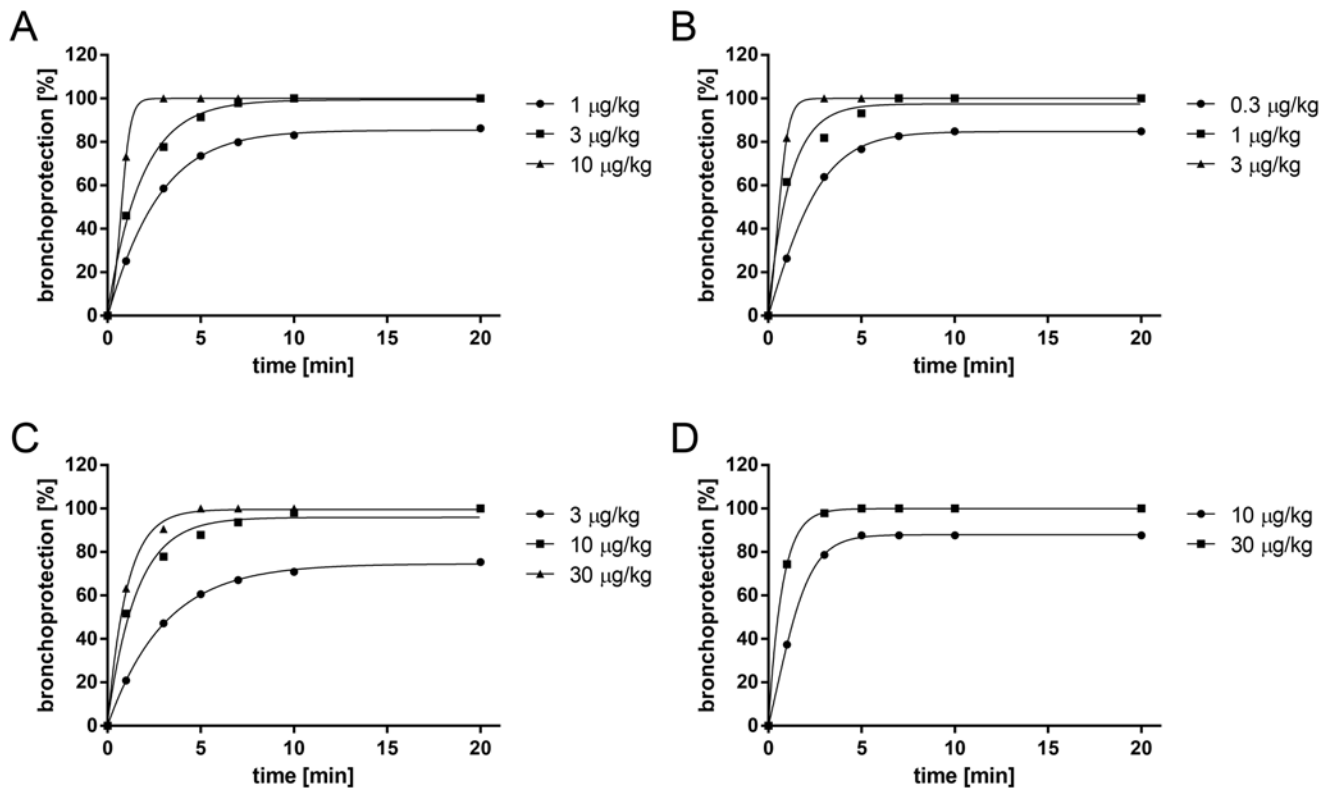 A
bronchoprotection [%]
120
100
80
60
40
20
0
0 5 10 15 20
time [min]
1 μg/kg
3 μg/kg
10 μg/kg
B
bronchoprotection [%]
120
100
80
60
40
20
0
0 5 10 15 20
time [min]
0.3 μg/kg
1 μg/kg
3 μg/kg
C
bronchoprotection [%]
120
100
80
60
40
20
0
0 5 10 15 20
time [min]
3 μg/kg
10 μg/kg
30 μg/kg
D
bronchoprotection [%]
120
100
80
60
40
20
0
0 5 10 15 20
time [min]
10 μg/kg
30 μg/kg